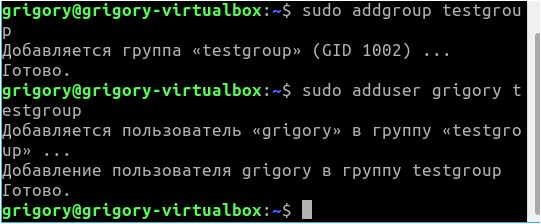 grigory@grigory-virtualbox:~$ sudo addgroup testgrou
p
Добавляется группа «testgroup» (GID 1002) ...
Готово.
grigory@grigory-virtualbox:~$ sudo adduser grigory t
estgroup
Добавляется пользователь «grigory» в группу «testgro
up» ...
Добавление пользователя grigory в группу testgroup
Готово.
grigory@grigory-virtualbox:~$